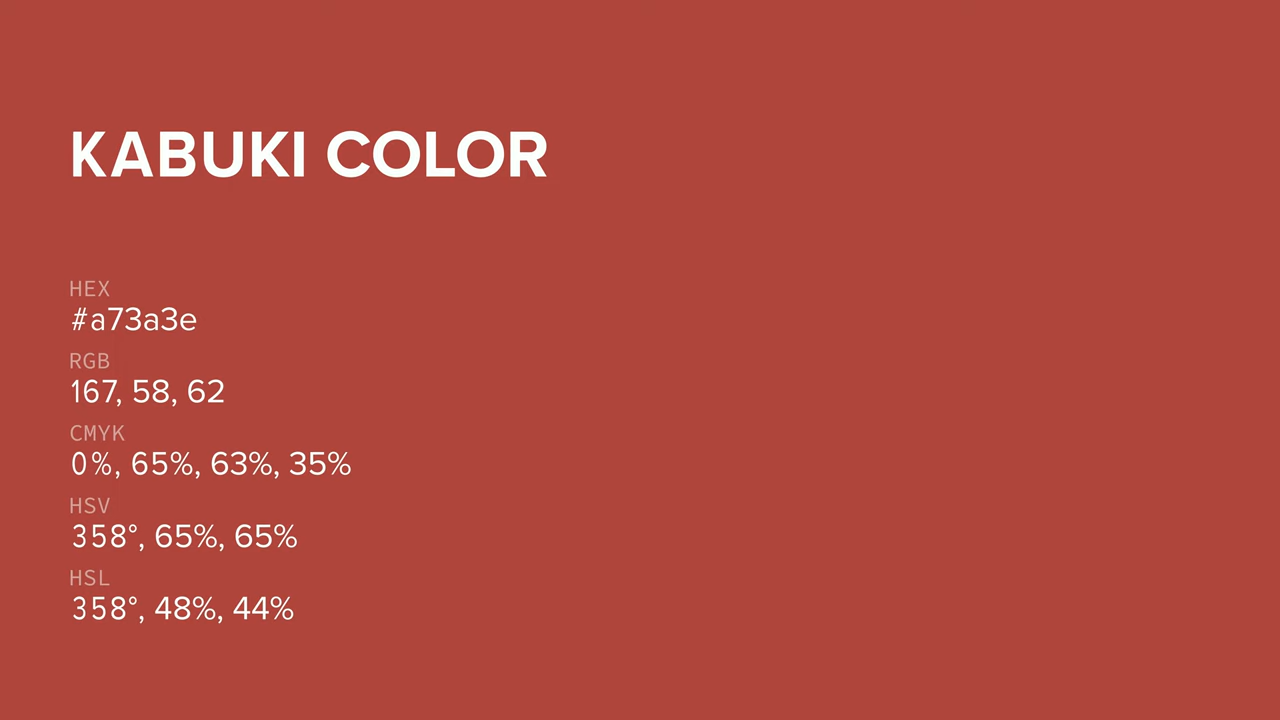 KABUKI COLOR
HEX
#a73a3e
RGB
167, 58, 62
CMYK
0%, 65%, 63%, 35%
HSV
358°, 65%, 65%
HSL
358°, 48%, 44%